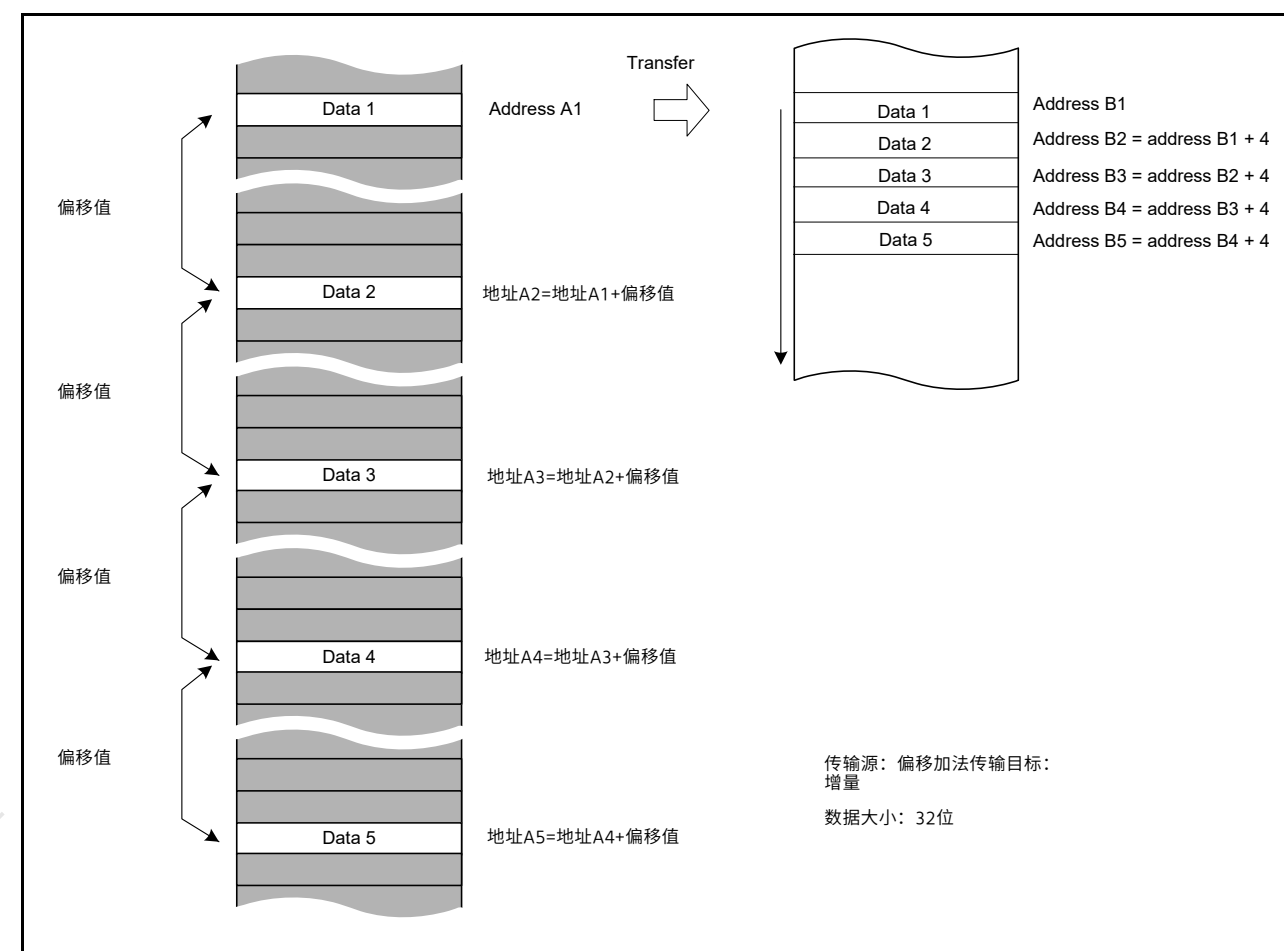 Transfer
Data 1
Address A1
Data 1
Address B1
Data 2
Address B2 = address B1 + 4
Data 3
Address B3 = address B2 + 4
Data 4
Address B4 = address B3 + 4
Data 5
Address B5 = address B4 + 4
偏移值
Data 2
地址A2=地址A1+偏移值
偏移值
Data 3
地址A3=地址A2+偏移值
偏移值
Data 4
地址A4=地址A3+偏移值
偏移值
Data 5
地址A5=地址A4+偏移值
传输源：偏移加法传输目标：
增量
数据大小：32位